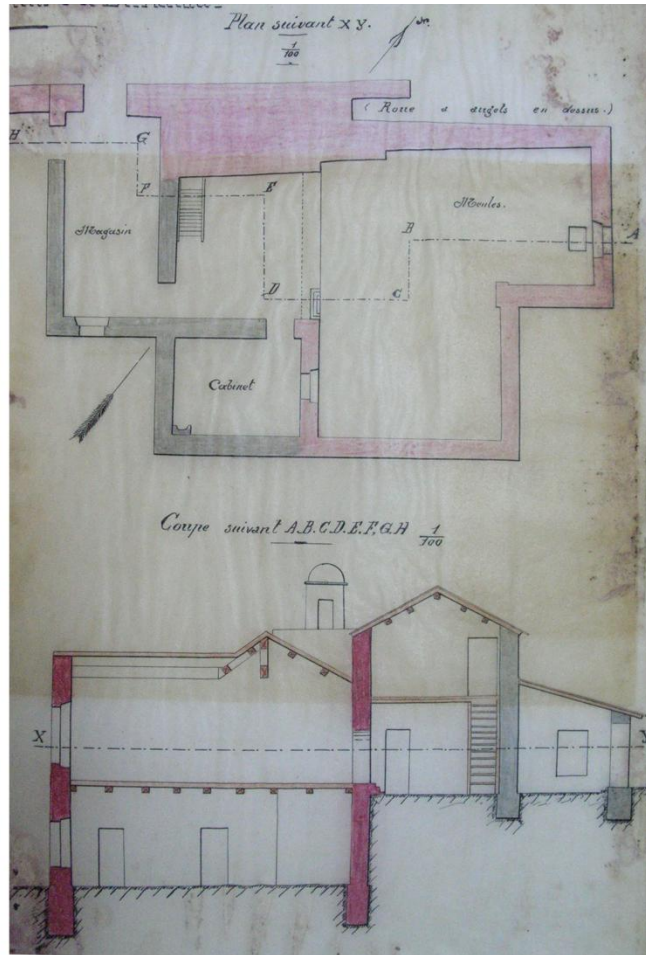 Plan suivant x y.
1/100
(Roue à augets en dessus.)
H
G
F
E
Magasin
Meules.
B
A
D
C
Cabinet
Coupe suivant A.B.C.D.E.F.G.H 1/100
X
Y